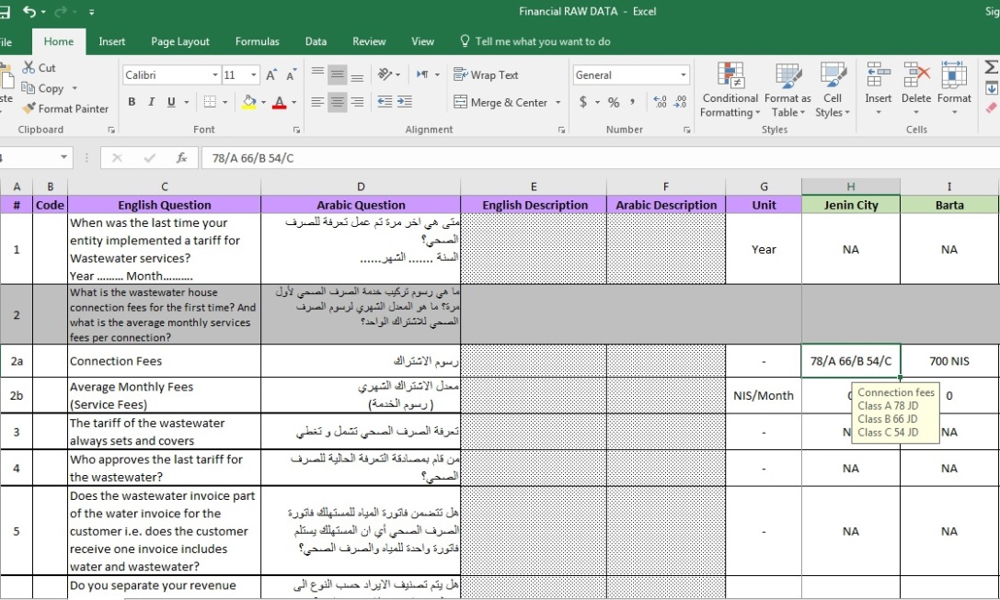 Financial RAW DATA - Excel
Sig
ile
Home
Insert
Page Layout
Formulas
Data
Review
View
Tell me what you want to do
ste
Cut
Copy
Format Painter
Clipboard
Calibri
11
B I U
Font
Wrap Text
Merge & Center
Alignment
General
$ % ,
Number
Conditional Formatting
Format as Table
Cell Styles
Styles
Insert
Delete
Format
Cells
fx
78/A 66/B 54/C
A B C D E F G H I
# Code English Question Arabic Question English Description Arabic Description Unit Jenin City Barta
1
When was the last time your
entity implemented a tariff for
Wastewater services?
Year ......... Month..........
متى هي اخر مرة تم عمل تعرفة للصرف
الصحي؟
السنة ....... الشهر......
Year
NA
NA
2
What is the wastewater house
connection fees for the first time? And
what is the average monthly services
fees per connection?
ما هي رسوم تركيب خدمة الصرف الصحي لأول
مرة؟ ما هو المعدل الشهري لرسوم الصرف
الصحي للاشتراك الواحد؟
2a
Connection Fees
رسوم الاشتراك
-
78/A 66/B 54/C
700 NIS
2b
Average Monthly Fees
(Service Fees)
معدل الاشتراك الشهري
( رسوم الخدمة)
NIS/Month
0
Connection fees
Class A 78 JD
Class B 66 JD
Class C 54 JD
3
The tariff of the wastewater
always sets and covers
تعرفة الصرف الصحي تشمل و تغطي
-
N
NA
4
Who approves the last tariff for
the wastewater?
من قام بمصادقة التعرفة الحالية للصرف
الصحي؟
-
NA
NA
5
Does the wastewater invoice part
of the water invoice for the
customer i.e. does the customer
receive one invoice includes
water and wastewater?
هل تتضمن فاتورة المياه للمستهلك فاتورة
الصرف الصحي أي ان المستهلك يستلم
فاتورة واحدة للمياه والصرف الصحي؟
-
NA
NA
Do you separate your revenue
هل يتم تصنيف الايراد حسب النوع الى